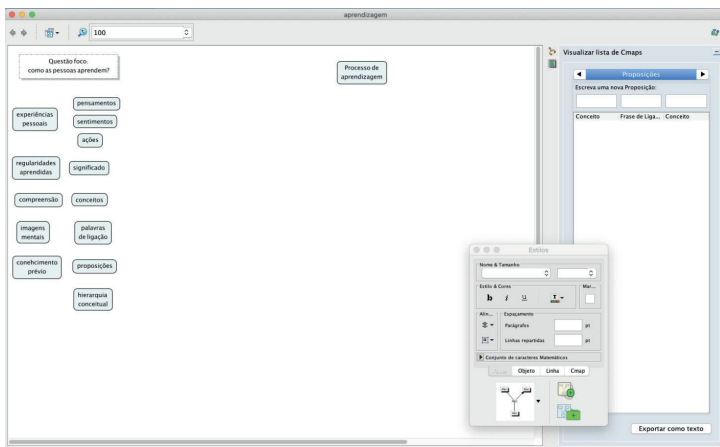 aprendizagem
100
Questão foco:
como as pessoas aprendem?
Processo de
aprendizagem
experiências
pessoais
pensamentos
sentimentos
ações
regularidades
aprendidas
significado
compreensão
conceitos
imagens
mentais
palavras
de ligação
conehcimento
prévio
proposições
hierarquia
conceitual
Visualizar lista de Cmaps
Proposições
Escreva uma nova Proposição:
Conceito Frase de Liga... Conceito
Estilos
Nome & Tamanho
Estilo & Cores Mar...
b i u T
Alin... Espaçamento
Parágrafos pt
Linhas repartidas pt
Conjunto de caracteres Matemáticos
Objeto Linha Cmap
Exportar como texto